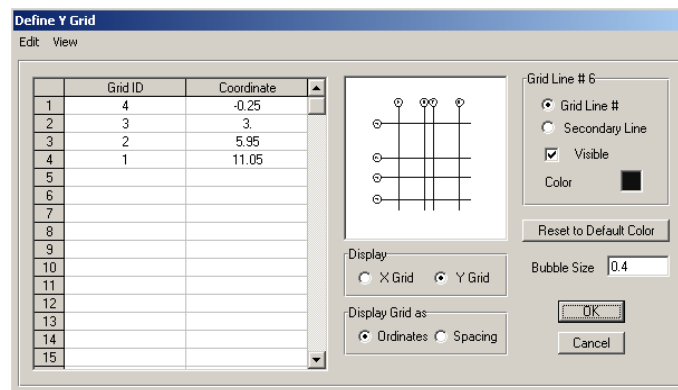 Define Y Grid
Edit View
Grid ID Coordinate
1 4 -0.25
2 3 3.
3 2 5.95
4 1 11.05
5
6
7
8
9
10
11
12
13
14
15
Display
X Grid Y Grid
Display Grid as
Ordinates Spacing
Grid Line # 6
Grid Line #
Secondary Line
Visible
Color
Reset to Default Color
Bubble Size 0.4
OK
Cancel